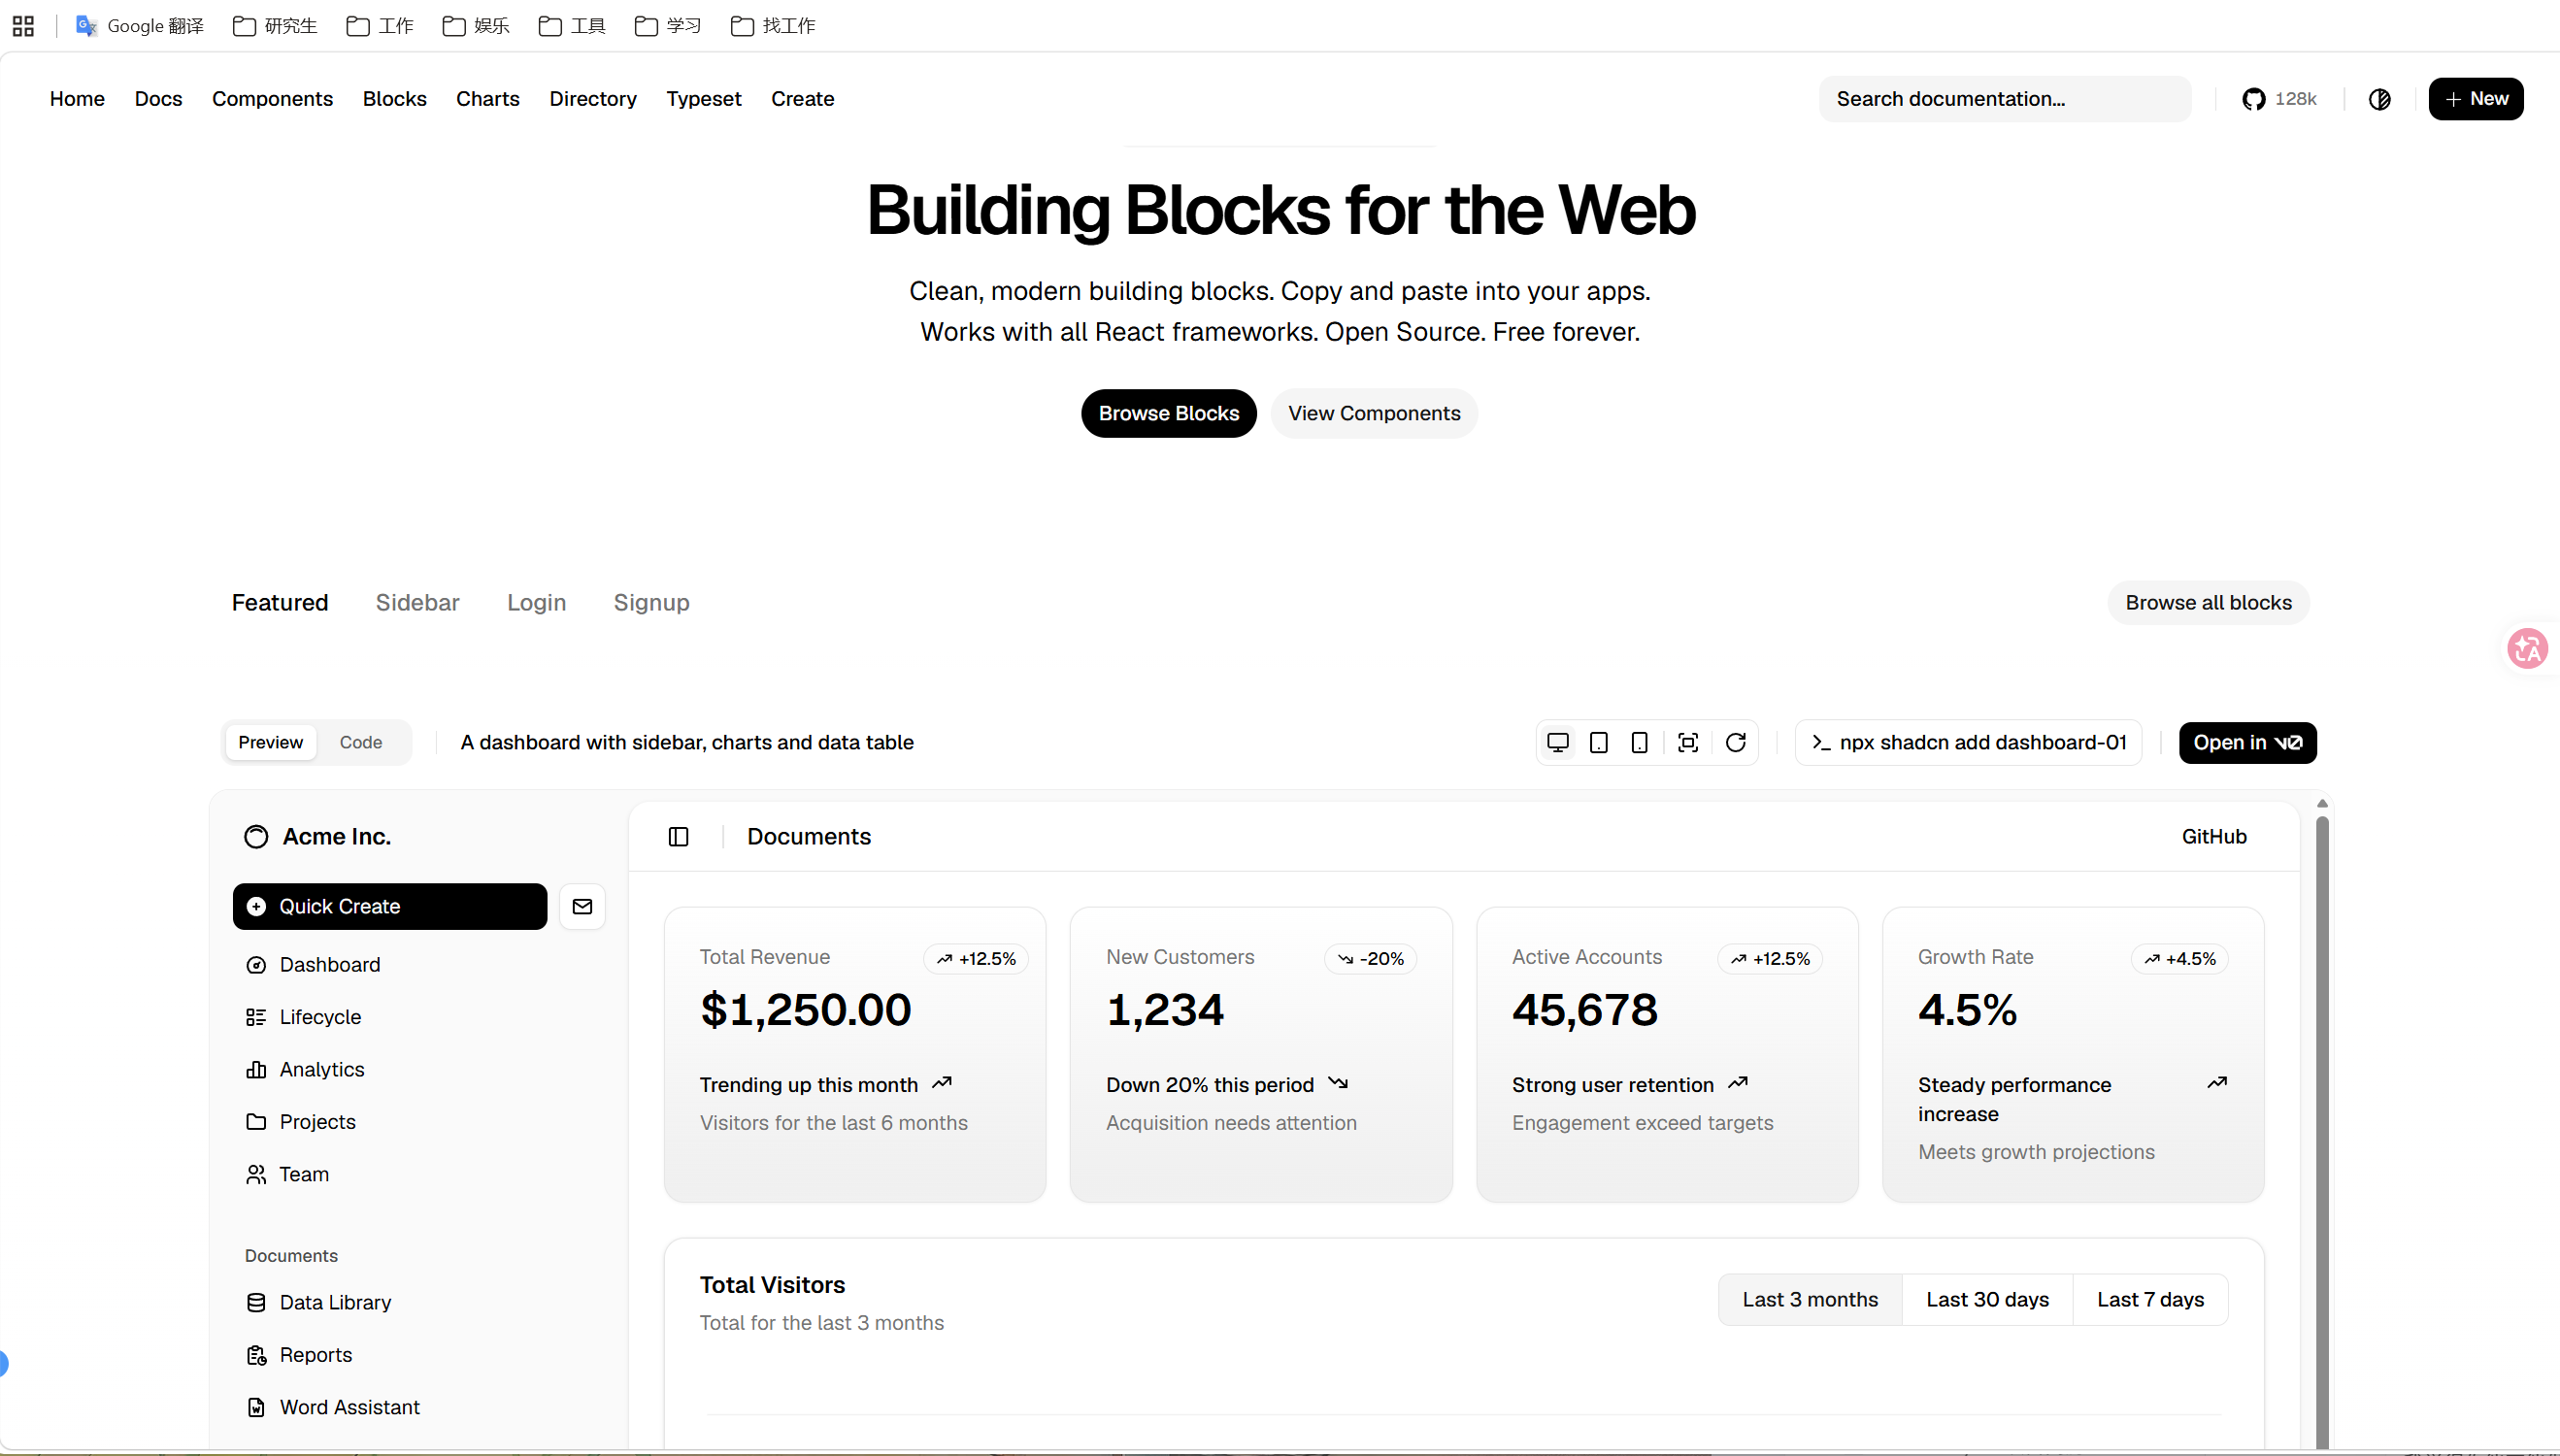 Google 翻译
研究生
工作
娱乐
工具
学习
找工作
Home
Docs
Components
Blocks
Charts
Directory
Typeset
Create
Search documentation...
128k
New
Building Blocks for the Web
Clean, modern building blocks. Copy and paste into your apps.
Works with all React frameworks. Open Source. Free forever.
Browse Blocks
View Components
Featured
Sidebar
Login
Signup
Browse all blocks
Preview
Code
A dashboard with sidebar, charts and data table
npx shadcn add dashboard-01
Open in v0
Acme Inc.
Documents
GitHub
Quick Create
Dashboard
Lifecycle
Analytics
Projects
Team
Documents
Data Library
Reports
Word Assistant
Total Revenue
+12.5%
$1,250.00
Trending up this month
Visitors for the last 6 months
New Customers
-20%
1,234
Down 20% this period
Acquisition needs attention
Active Accounts
+12.5%
45,678
Strong user retention
Engagement exceed targets
Growth Rate
+4.5%
4.5%
Steady performance
increase
Meets growth projections
Total Visitors
Total for the last 3 months
Last 3 months
Last 30 days
Last 7 days